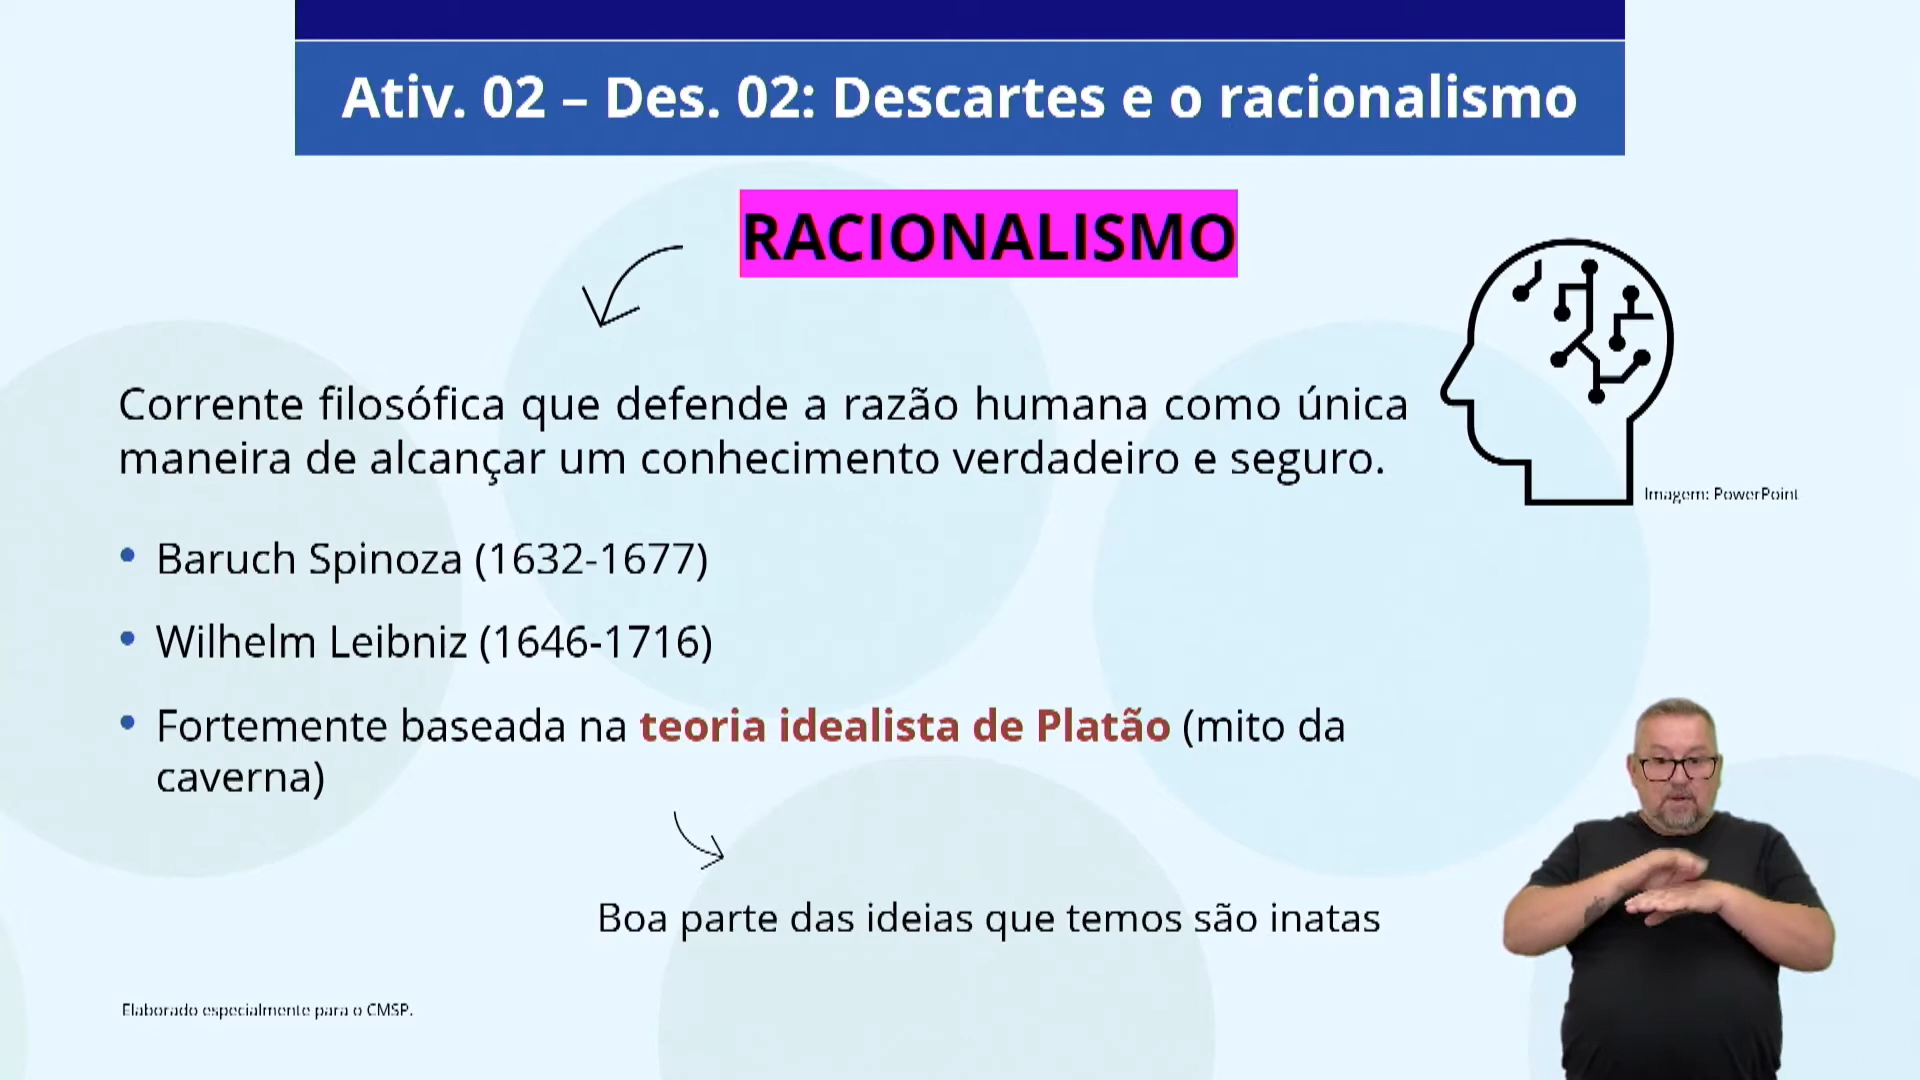 Ativ. 02 – Des. 02: Descartes e o racionalismo
RACIONALISMO
Corrente filosófica que defende a razão humana como única
maneira de alcançar um conhecimento verdadeiro e seguro.
Imagem: PowerPoint
• Baruch Spinoza (1632-1677)
• Wilhelm Leibniz (1646-1716)
• Fortemente baseada na teoria idealista de Platão (mito da
caverna)
Boa parte das ideias que temos são inatas
Elaborado especialmente para o CMSP.